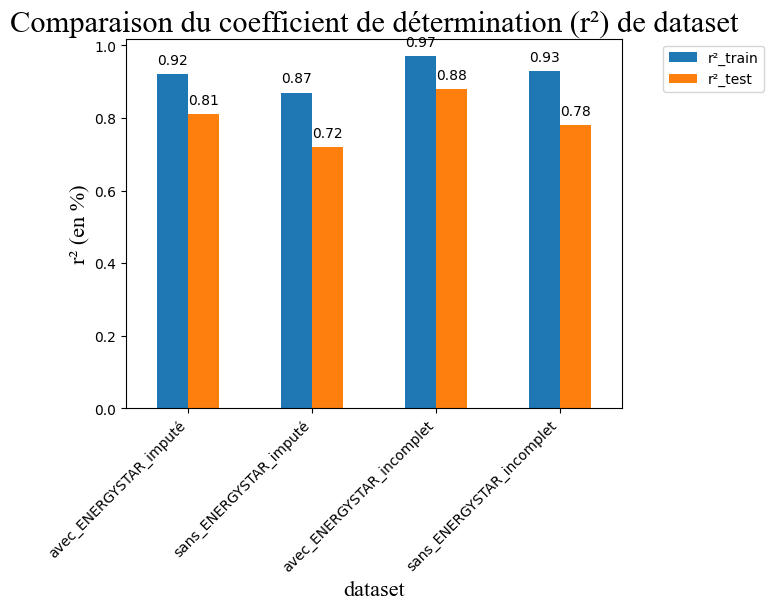 Comparaison du coefficient de détermination (r²) de dataset
r²_train
r²_test
r² (en %)
1.0
0.8
0.6
0.4
0.2
0.0
0.92
0.81
0.87
0.72
0.97
0.88
0.93
0.78
avec_ENERGYSTAR_imputé
sans_ENERGYSTAR_imputé
avec_ENERGYSTAR_incomplet
sans_ENERGYSTAR_incomplet
dataset